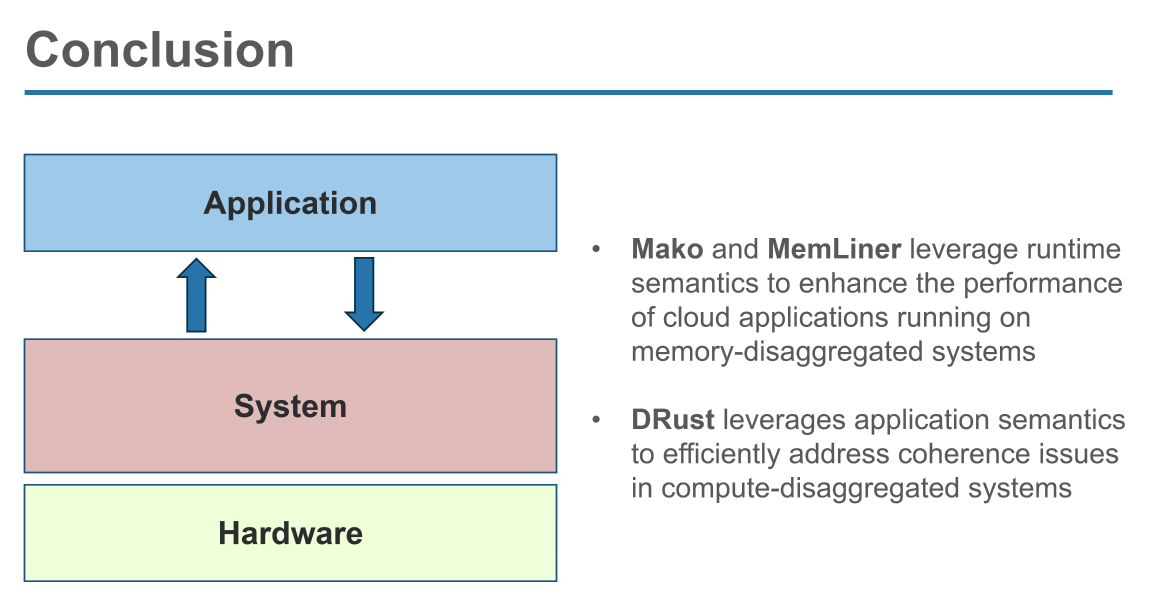 Conclusion
Application
System
Hardware
• Mako and MemLiner leverage runtime
semantics to enhance the performance
of cloud applications running on
memory-disaggregated systems
• DRust leverages application semantics
to efficiently address coherence issues
in compute-disaggregated systems